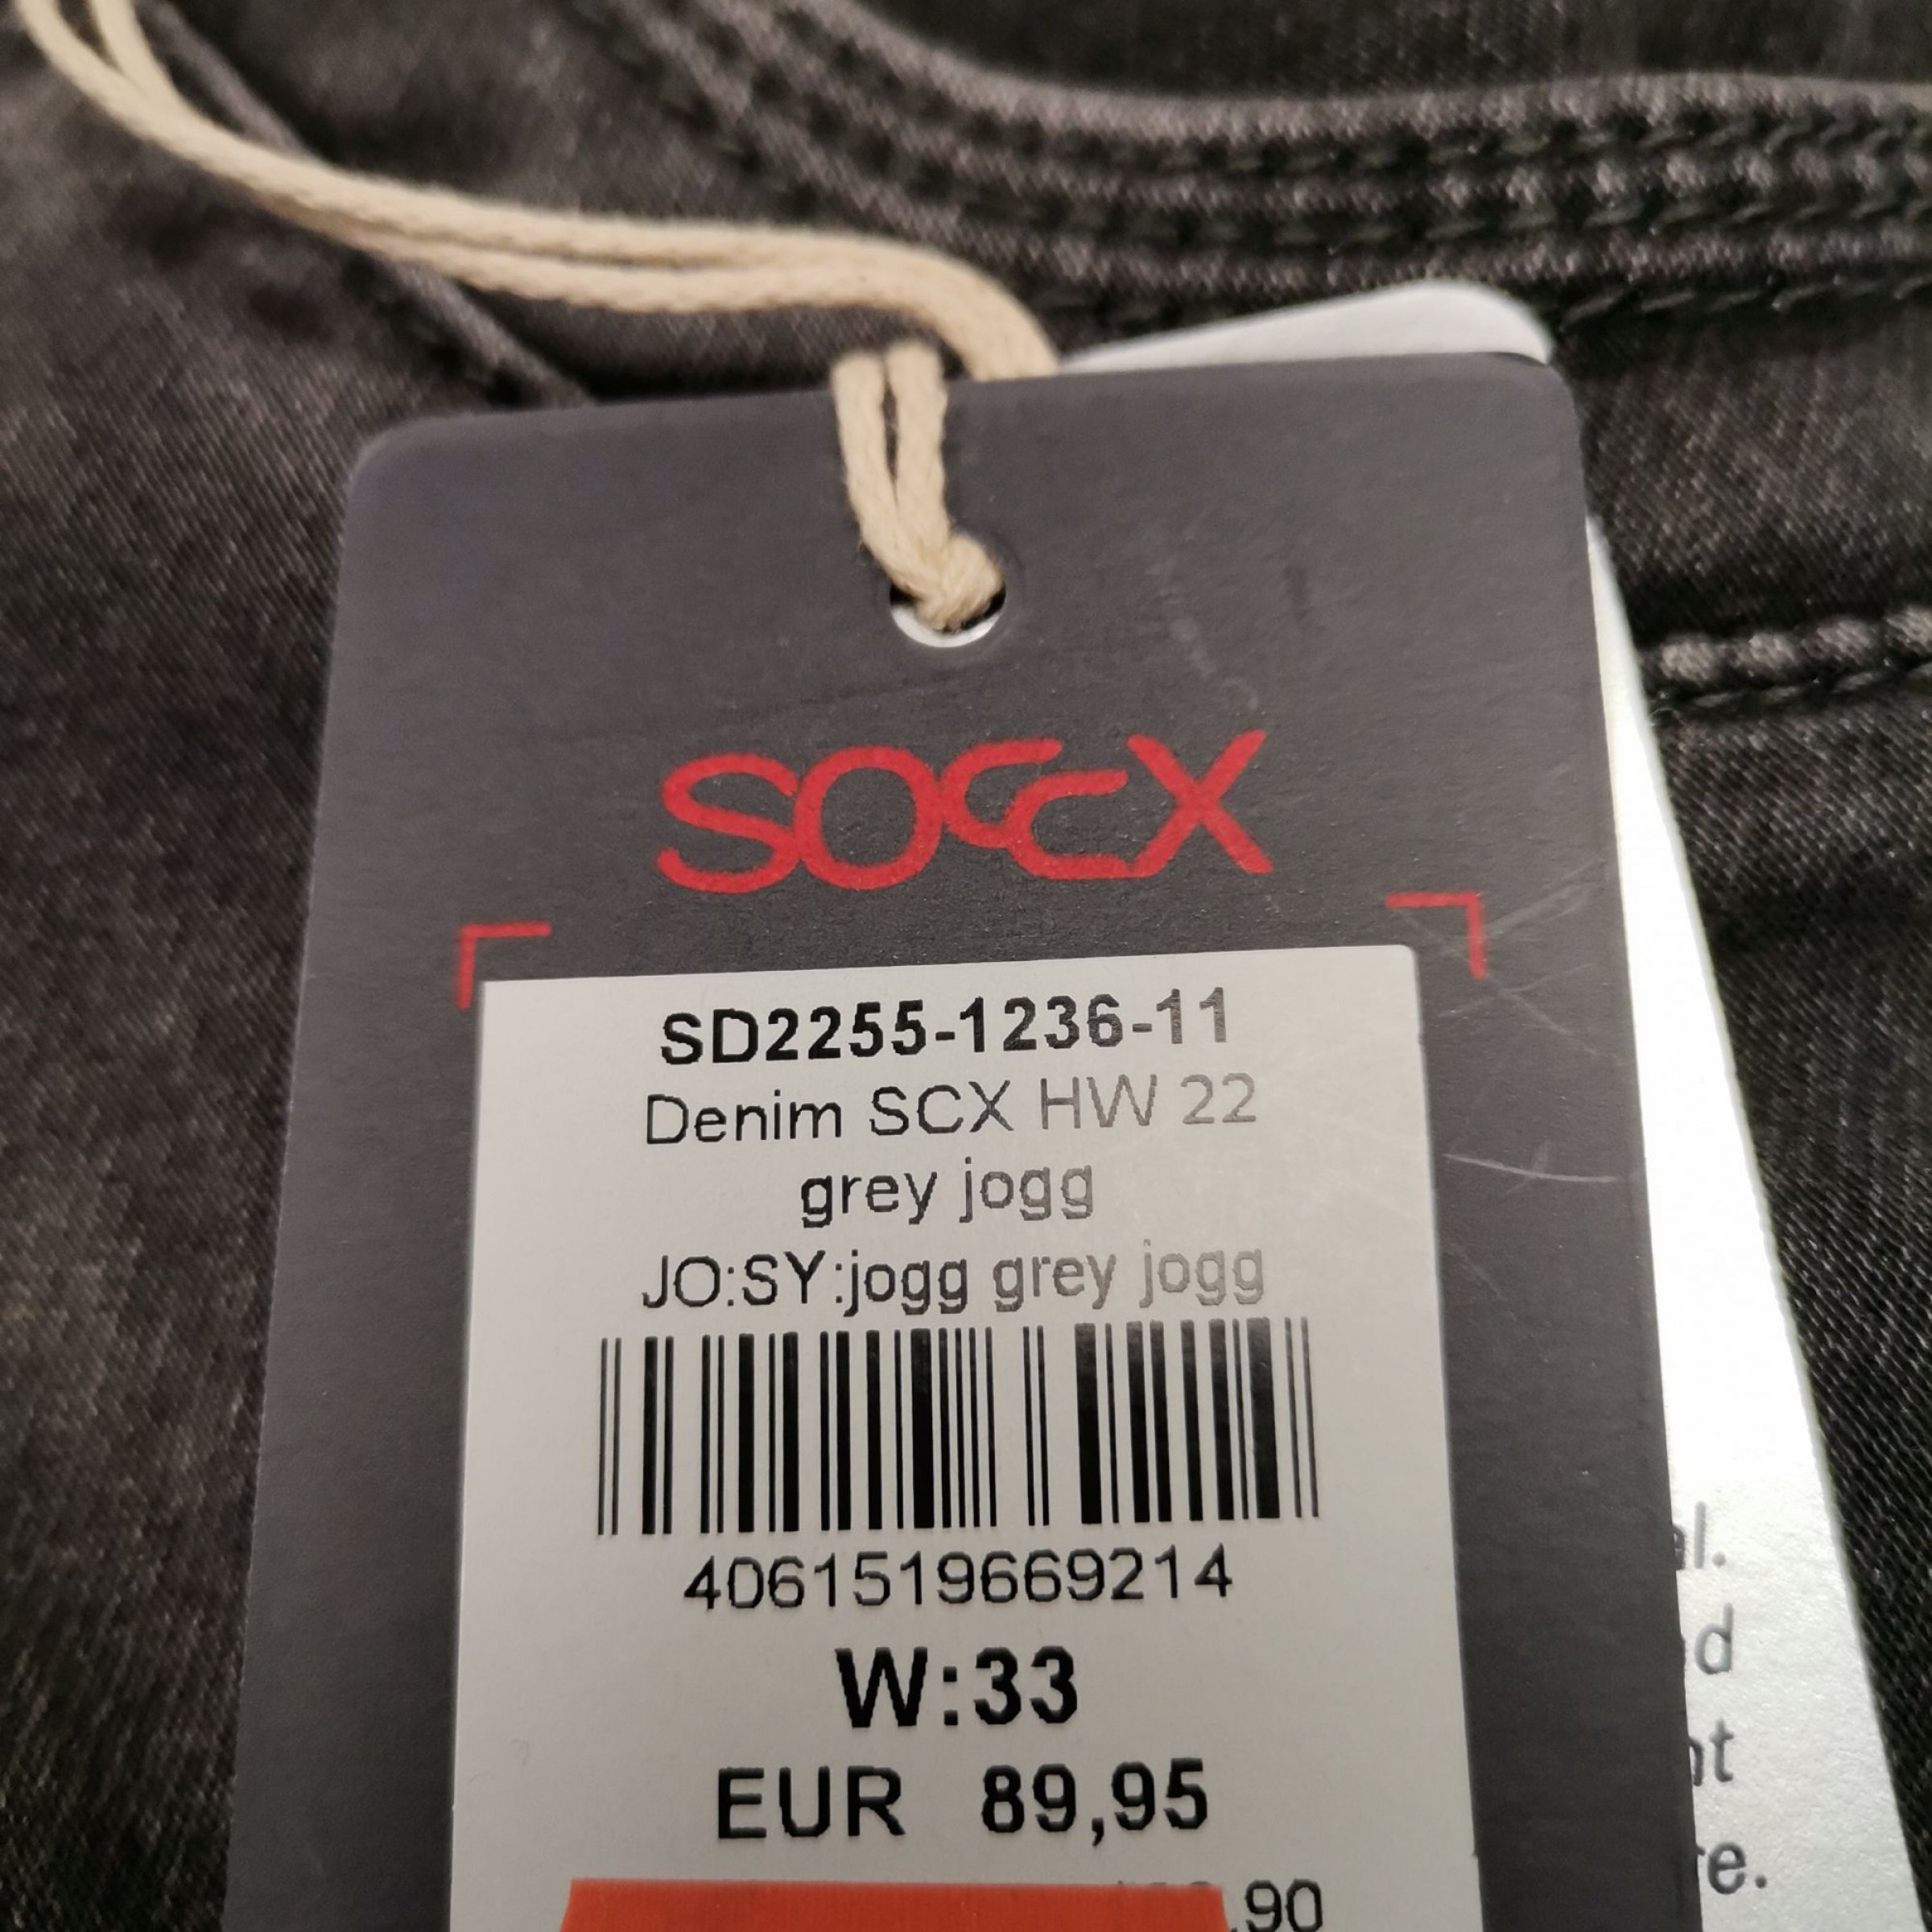 SOCCX
SD2255-1236-11
Denim SCX HW 22
grey jogg
JO:SY:jogg grey jogg
4061519669214
W:33
EUR 89,95
.90